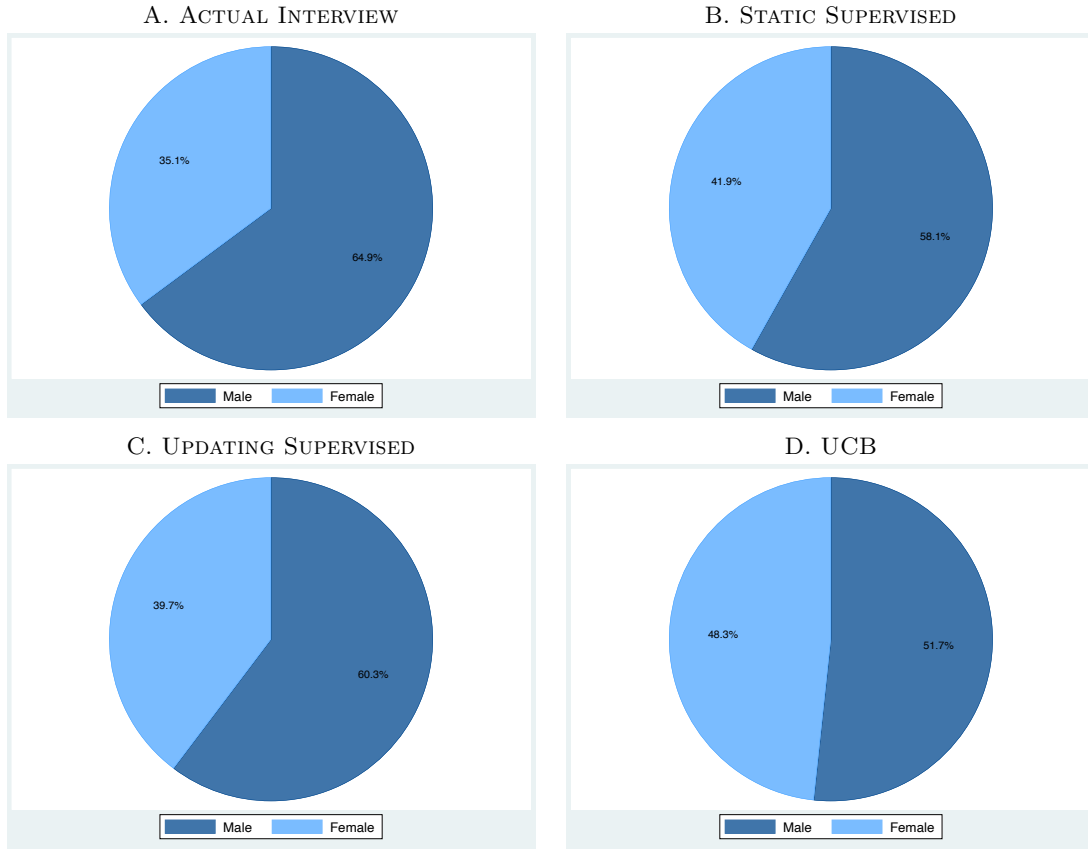 A. Actual Interview
35.1%
64.9%
Male Female
B. Static Supervised
41.9%
58.1%
Male Female
C. Updating Supervised
39.7%
60.3%
Male Female
D. UCB
48.3%
51.7%
Male Female